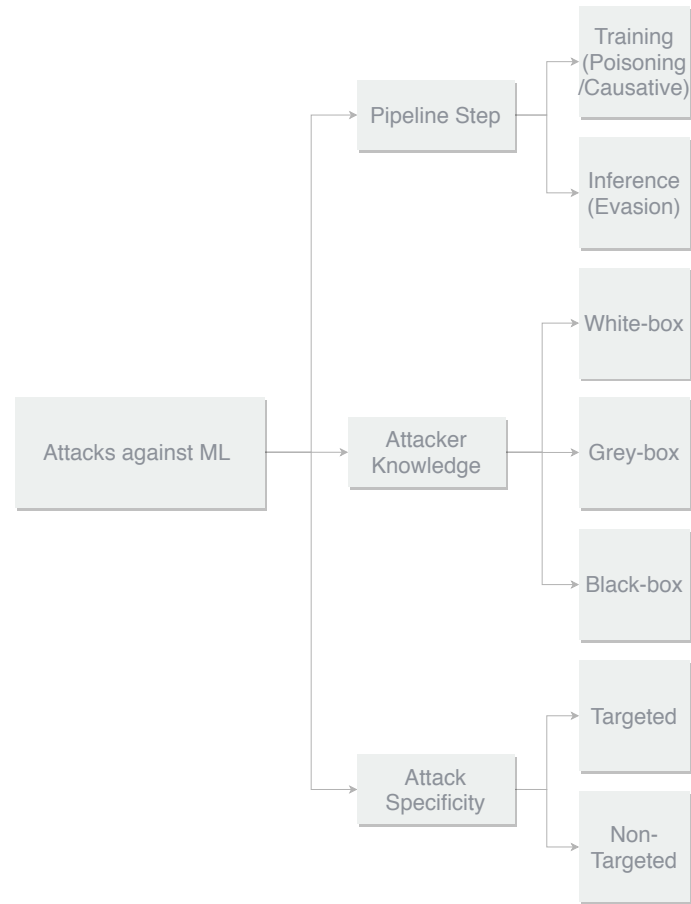 Training
(Poisoning
/Causative)
Pipeline Step
Inference
(Evasion)
White-box
Attacks against ML
Attacker
Knowledge
Grey-box
Black-box
Targeted
Attack
Specificity
Non-
Targeted